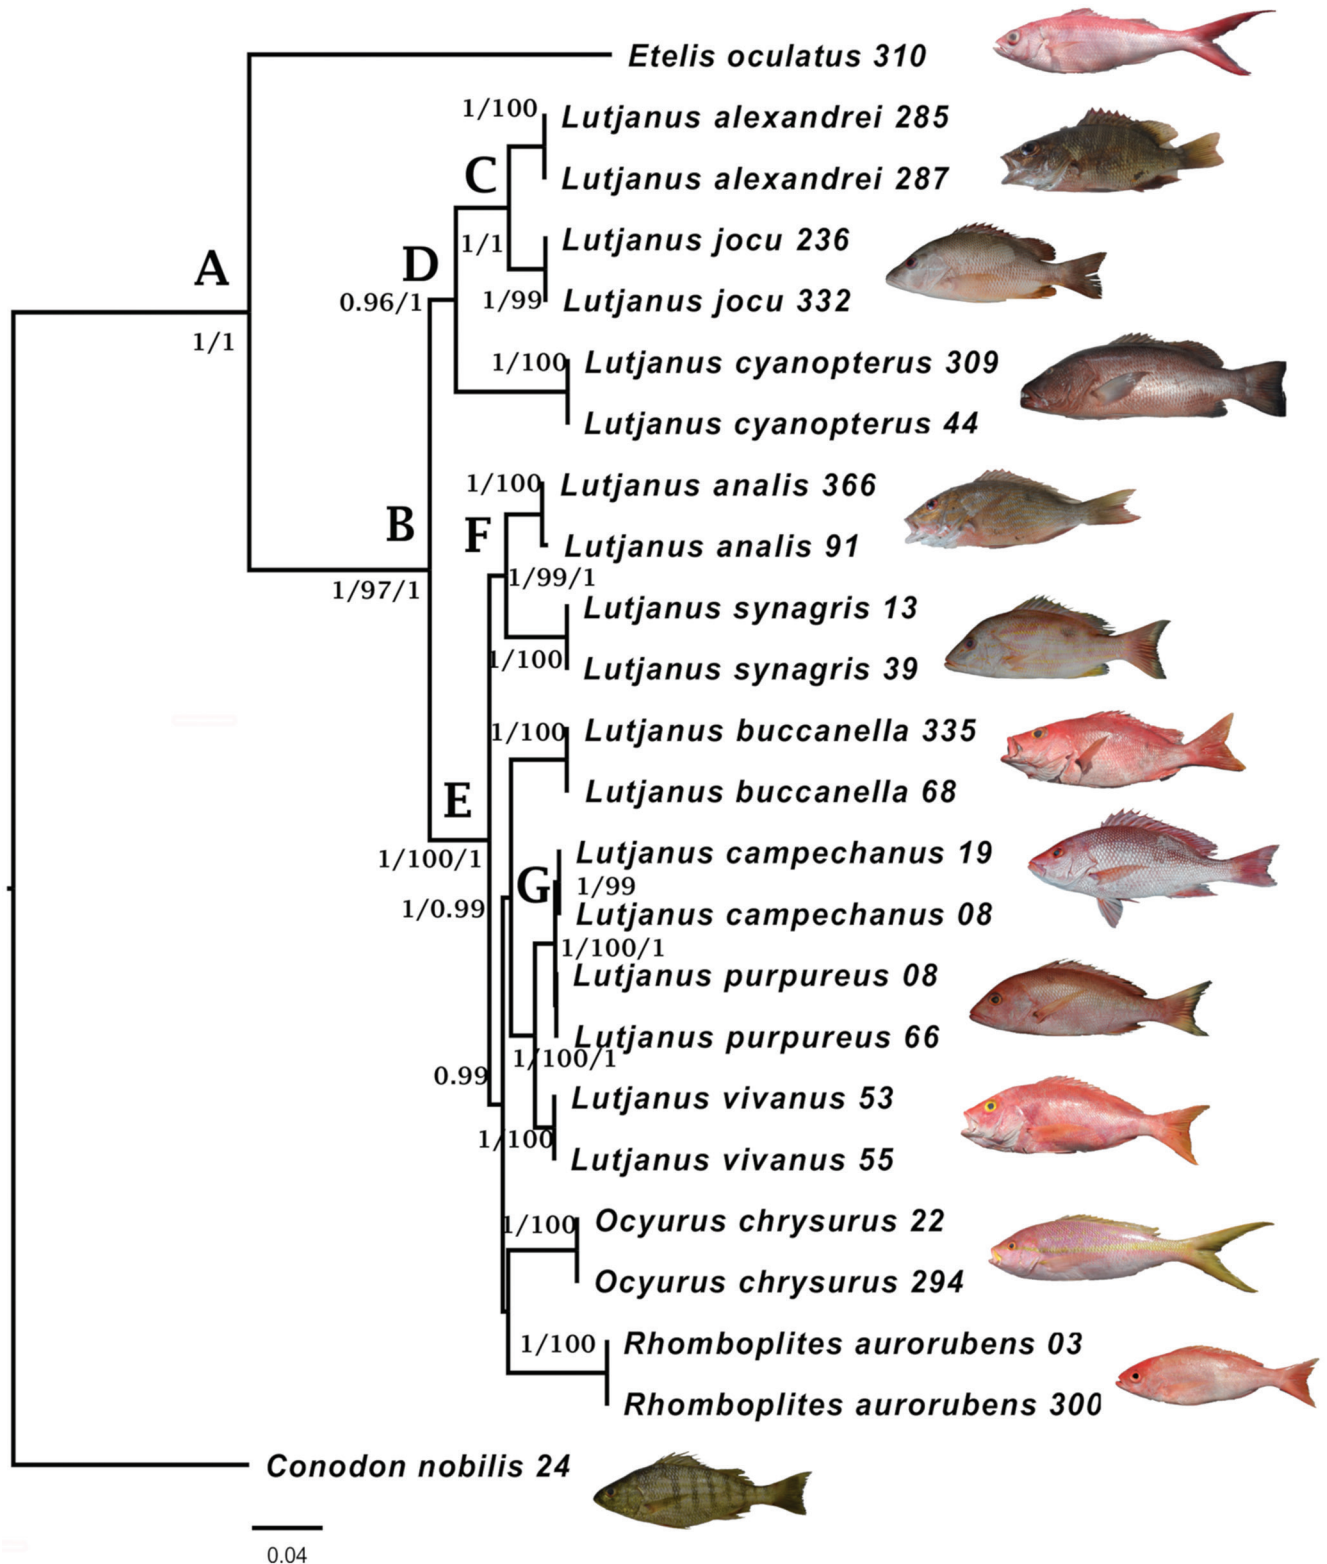 Etelis oculatus 310
1/100
Lutjanus alexandrei 285
C
Lutjanus alexandrei 287
1/1
Lutjanus jocu 236
A
D
0.96/1
1/99
Lutjanus jocu 332
1/1
1/100
Lutjanus cyanopterus 309
Lutjanus cyanopterus 44
1/100
Lutjanus analis 366
B
F
Lutjanus analis 91
1/97/1
1/99/1
Lutjanus synagris 13
1/100
Lutjanus synagris 39
1/100
Lutjanus buccanella 335
E
Lutjanus buccanella 68
1/100/1
Lutjanus campechanus 19
G
1/99
1/0.99
Lutjanus campechanus 08
1/100/1
Lutjanus purpureus 08
Lutjanus purpureus 66
1/100/1
0.99
Lutjanus vivanus 53
1/100
Lutjanus vivanus 55
1/100
Ocyurus chrysurus 22
Ocyurus chrysurus 294
1/100
Rhomboplites aurorubens 03
Rhomboplites aurorubens 300
Conodon nobilis 24
0.04